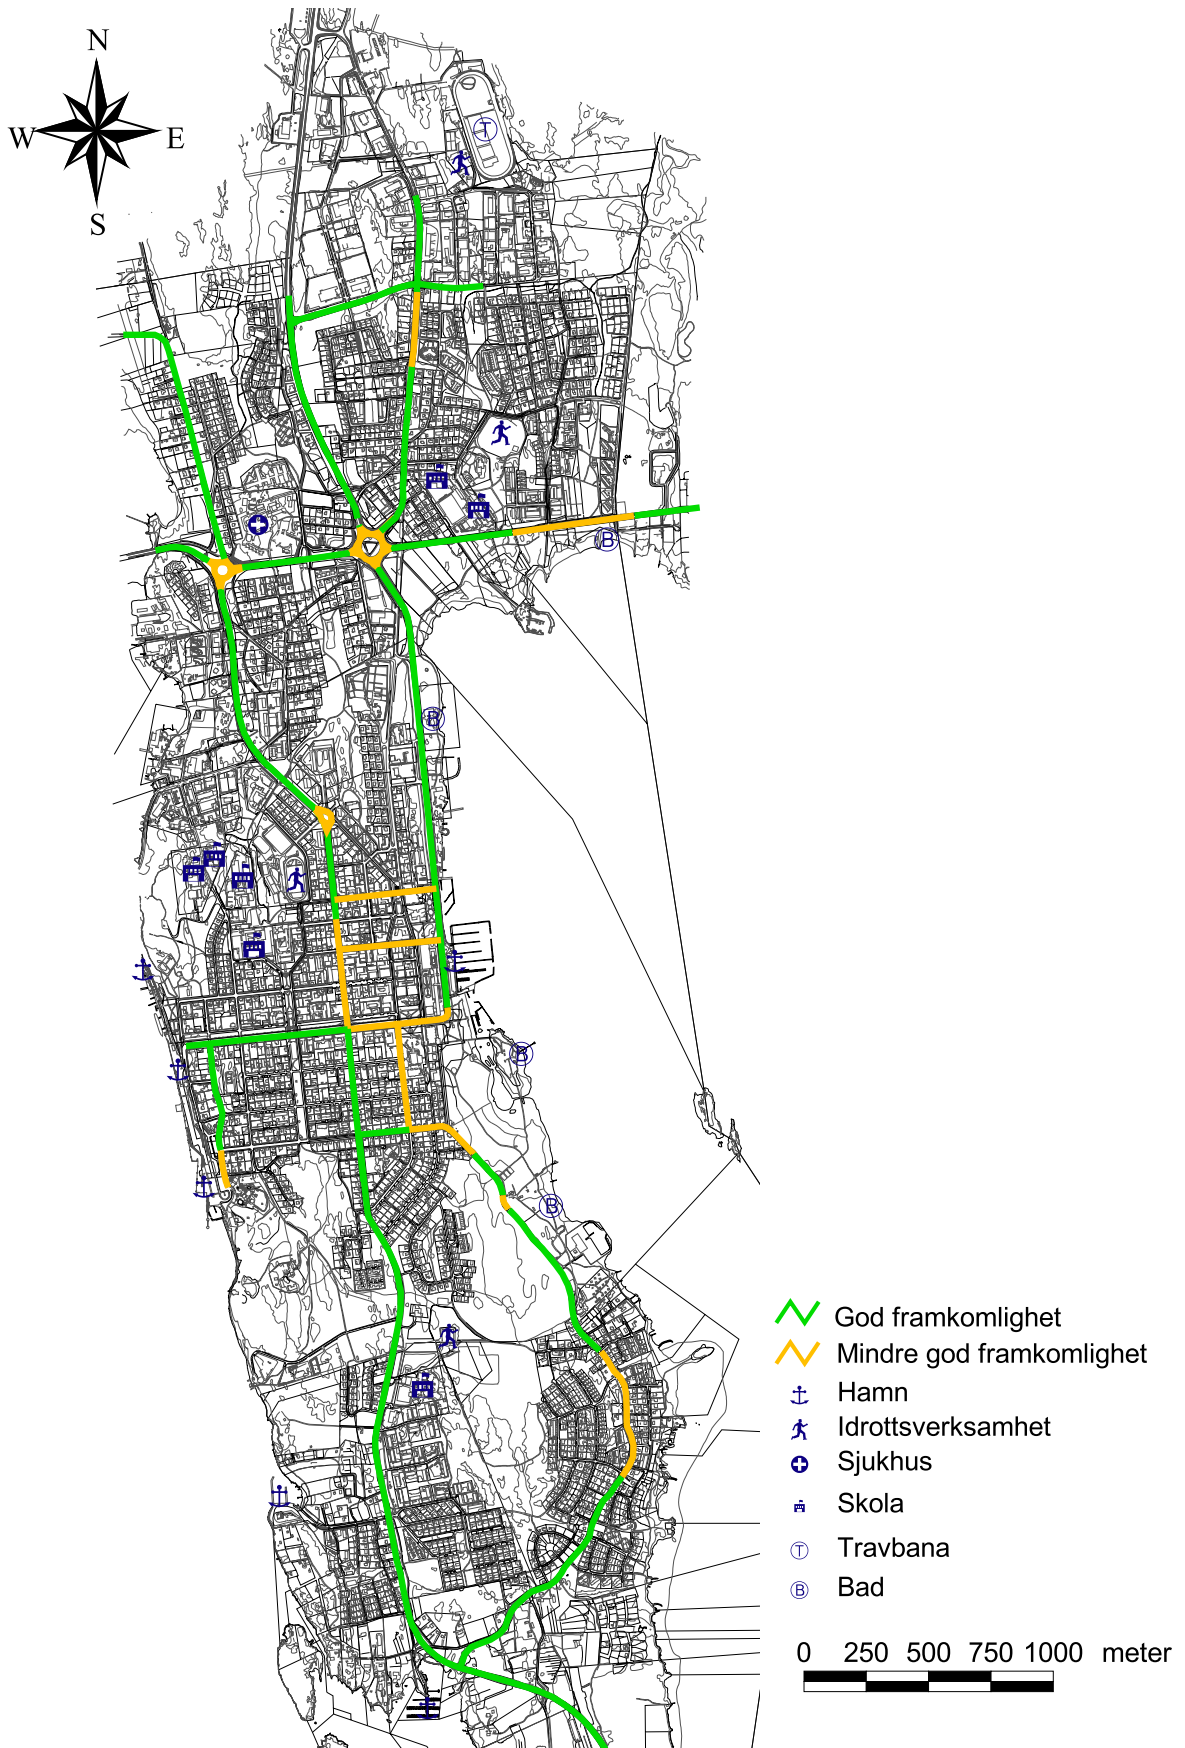 N
W E
S
T
B
B
B
B
God framkomlighet
Mindre god framkomlighet
Hamn
Idrottsverksamhet
Sjukhus
Skola
T Travbana
B Bad
0 250 500 750 1000 meter